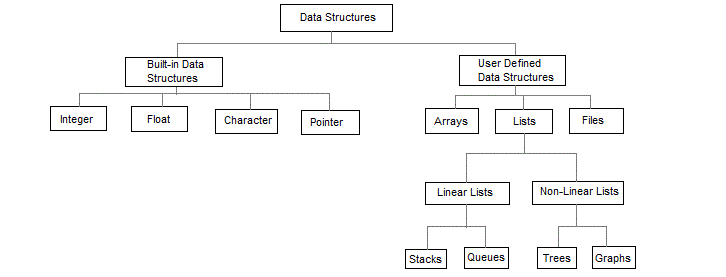 Data Structures
Built-in Data
Structures
User Defined
Data Structures
Integer
Float
Character
Pointer
Arrays
Lists
Files
Linear Lists
Non-Linear Lists
Stacks
Queues
Trees
Graphs